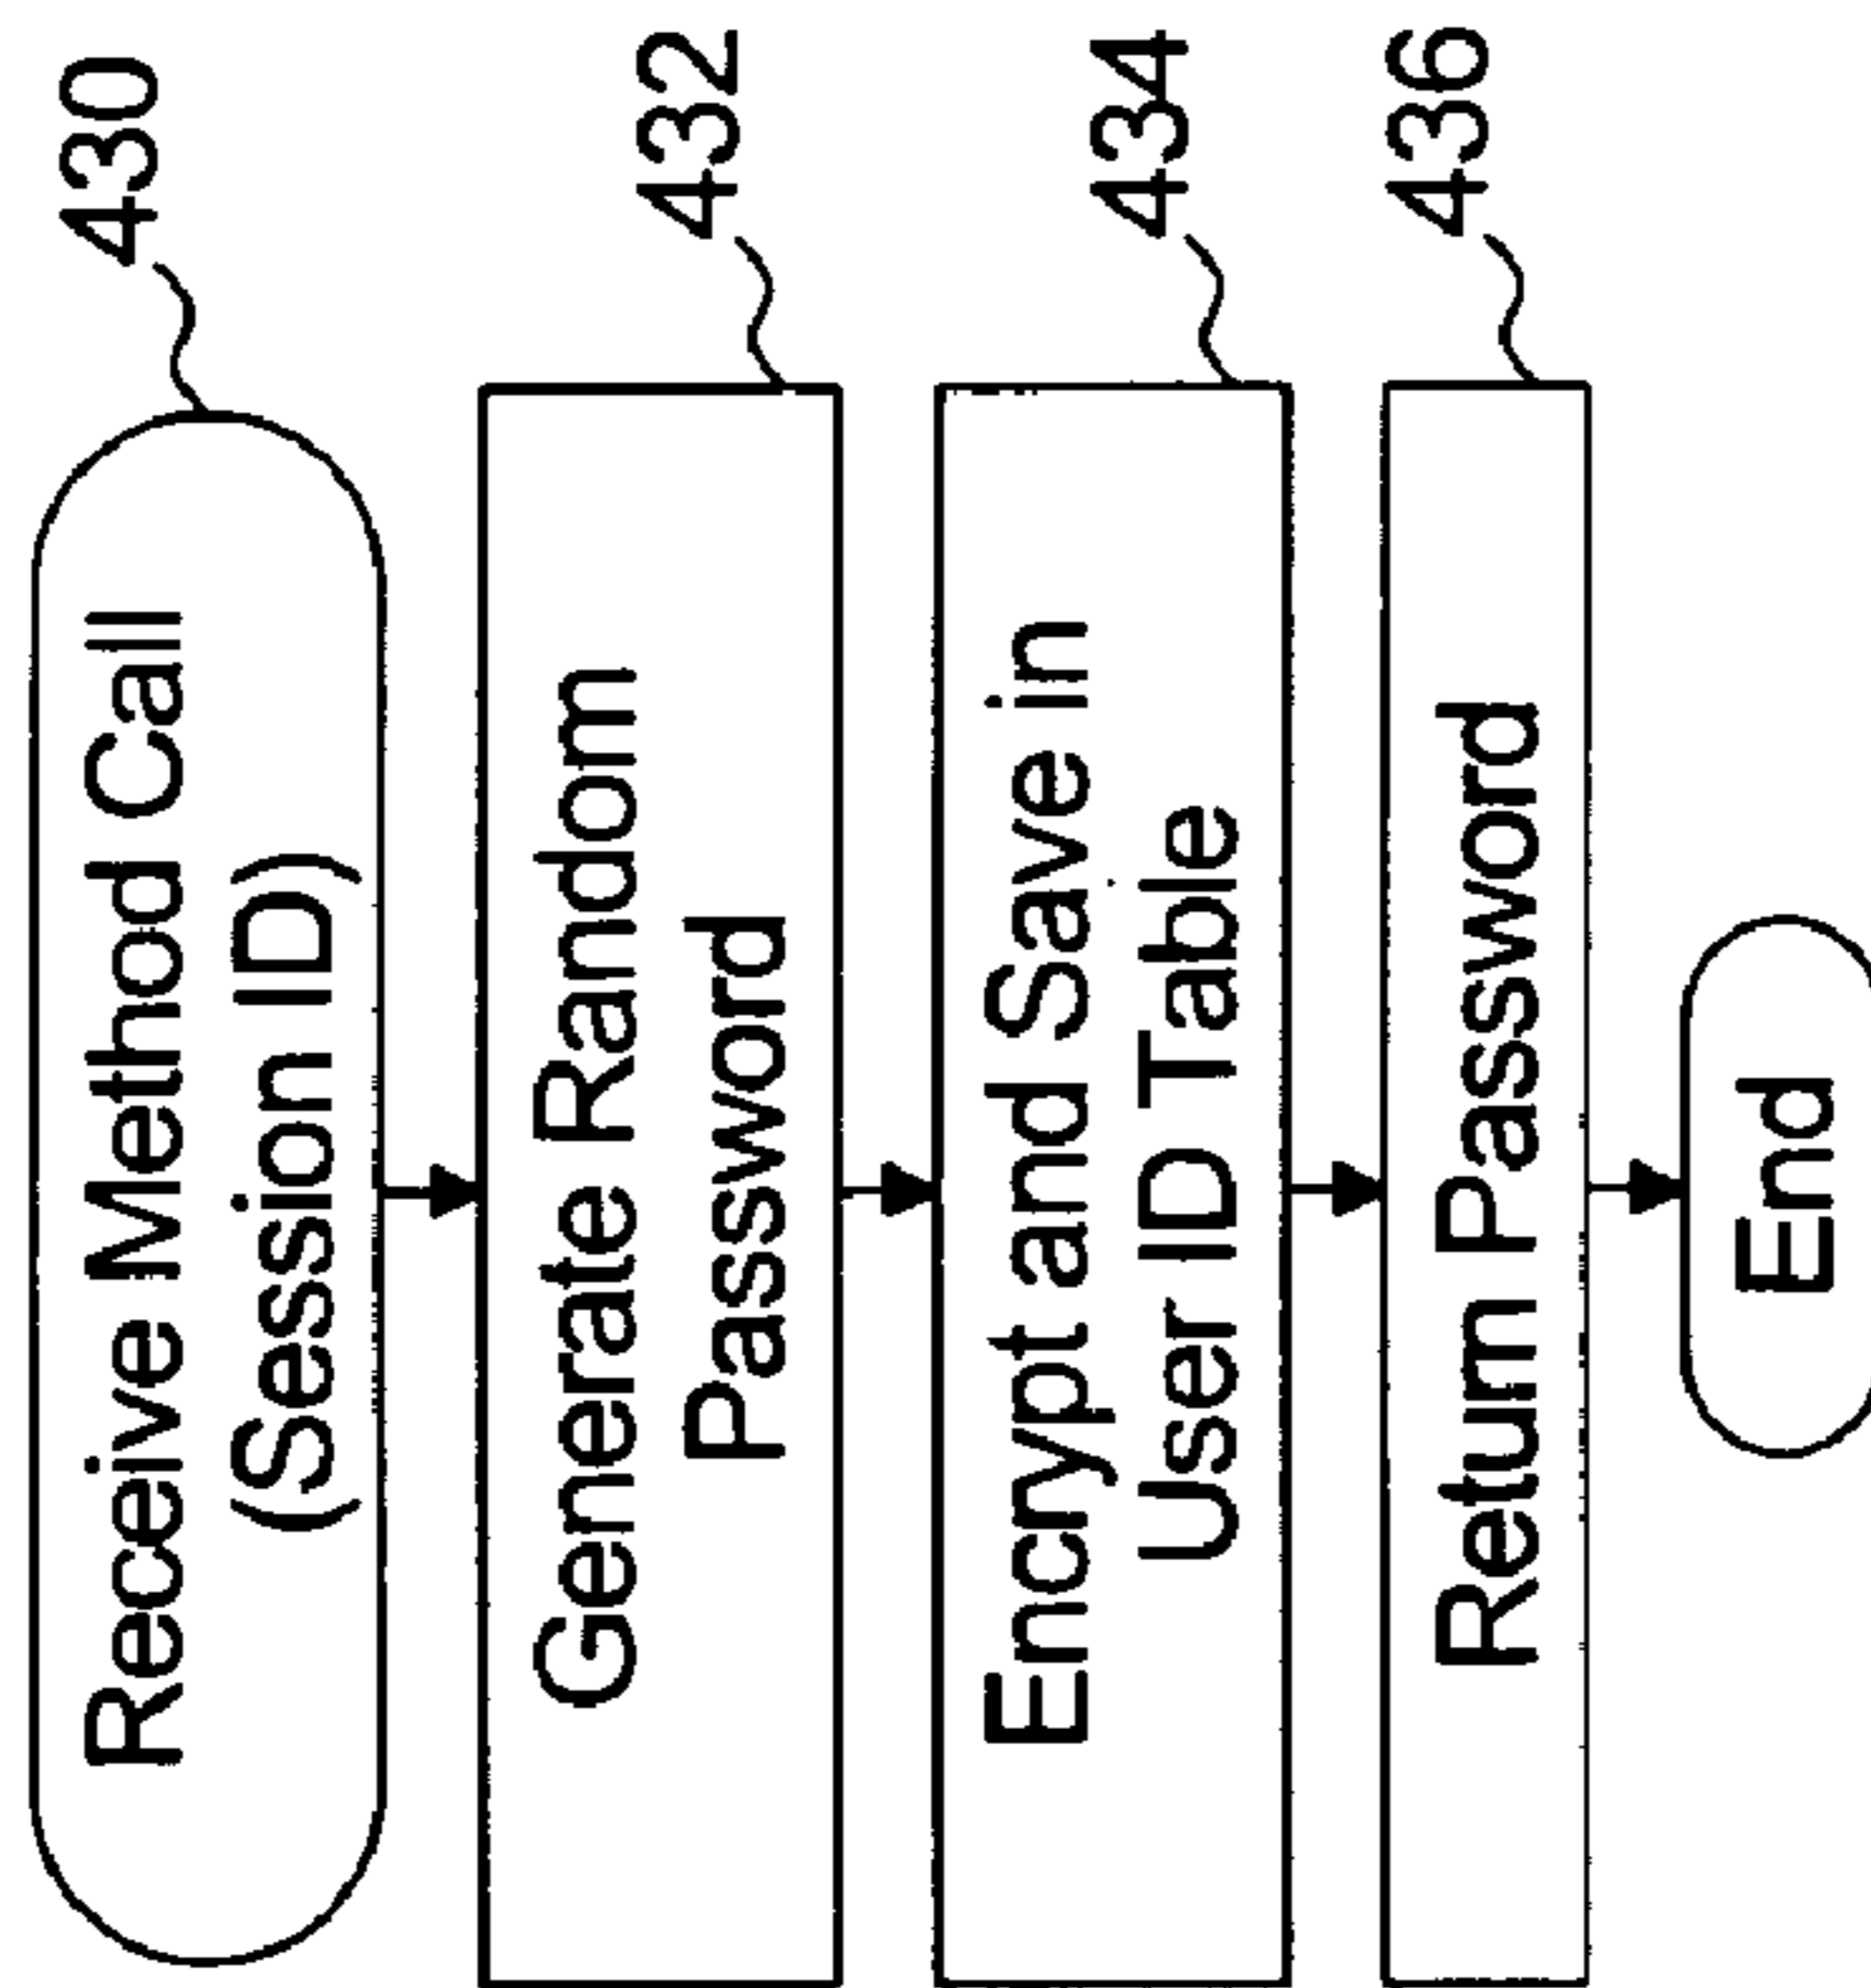 Receive Method Call
(Session ID)
430
Generate Random
Password
432
Encrypt and Save in
User ID Table
434
Return Password
436
End